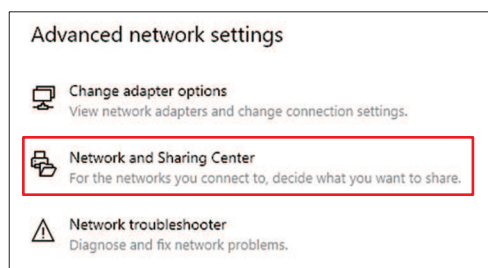 Advanced network settings
Change adapter options
View network adapters and change connection settings.
Network and Sharing Center
For the networks you connect to, decide what you want to share.
Network troubleshooter
Diagnose and fix network problems.